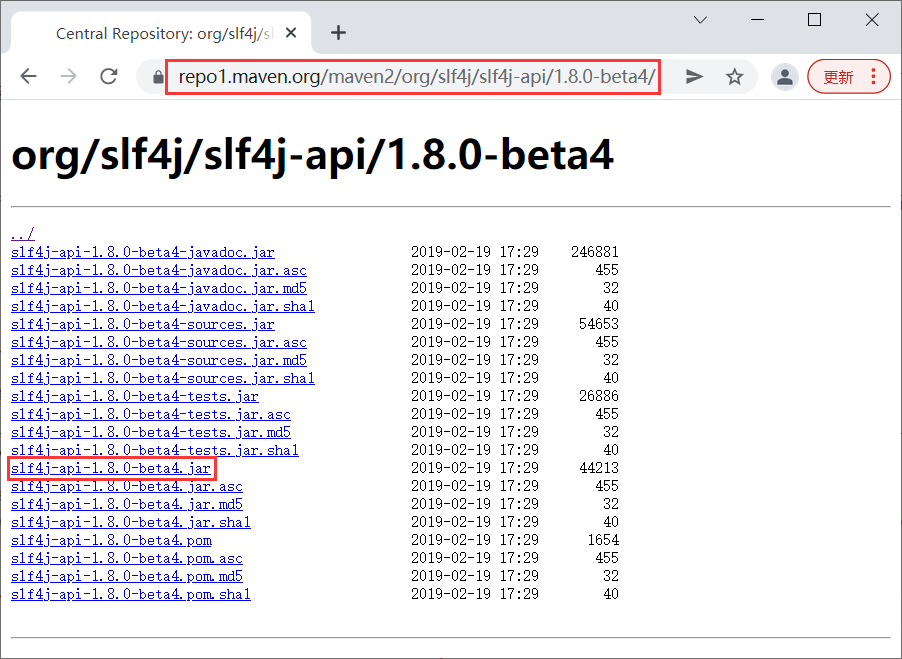 Central Repository: org/slf4j/sl
repo1.maven.org/maven2/org/slf4j/slf4j-api/1.8.0-beta4/
更新
org/slf4j/slf4j-api/1.8.0-beta4
../
slf4j-api-1.8.0-beta4-javadoc.jar 2019-02-19 17:29 246881
slf4j-api-1.8.0-beta4-javadoc.jar.asc 2019-02-19 17:29 455
slf4j-api-1.8.0-beta4-javadoc.jar.md5 2019-02-19 17:29 32
slf4j-api-1.8.0-beta4-javadoc.jar.sha1 2019-02-19 17:29 40
slf4j-api-1.8.0-beta4-sources.jar 2019-02-19 17:29 54653
slf4j-api-1.8.0-beta4-sources.jar.asc 2019-02-19 17:29 455
slf4j-api-1.8.0-beta4-sources.jar.md5 2019-02-19 17:29 32
slf4j-api-1.8.0-beta4-sources.jar.sha1 2019-02-19 17:29 40
slf4j-api-1.8.0-beta4-tests.jar 2019-02-19 17:29 26886
slf4j-api-1.8.0-beta4-tests.jar.asc 2019-02-19 17:29 455
slf4j-api-1.8.0-beta4-tests.jar.md5 2019-02-19 17:29 32
slf4j-api-1.8.0-beta4-tests.jar.sha1 2019-02-19 17:29 40
slf4j-api-1.8.0-beta4.jar 2019-02-19 17:29 44213
slf4j-api-1.8.0-beta4.jar.asc 2019-02-19 17:29 455
slf4j-api-1.8.0-beta4.jar.md5 2019-02-19 17:29 32
slf4j-api-1.8.0-beta4.jar.sha1 2019-02-19 17:29 40
slf4j-api-1.8.0-beta4.pom 2019-02-19 17:29 1654
slf4j-api-1.8.0-beta4.pom.asc 2019-02-19 17:29 455
slf4j-api-1.8.0-beta4.pom.md5 2019-02-19 17:29 32
slf4j-api-1.8.0-beta4.pom.sha1 2019-02-19 17:29 40